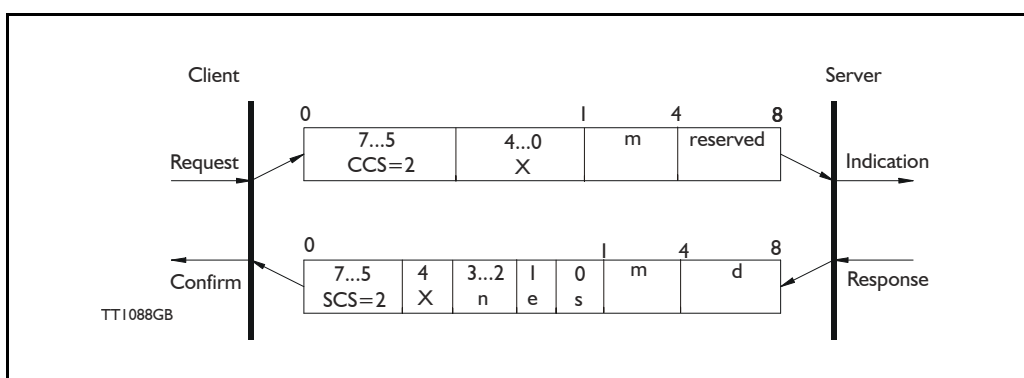 Client Server
0 1 4 8
7...5 4...0 m reserved
CCS=2 X
Request Indication
0 1 4 8
7...5 4 3...2 1 0 m d
SCS=2 X n e s
Confirm Response
TT1088GB